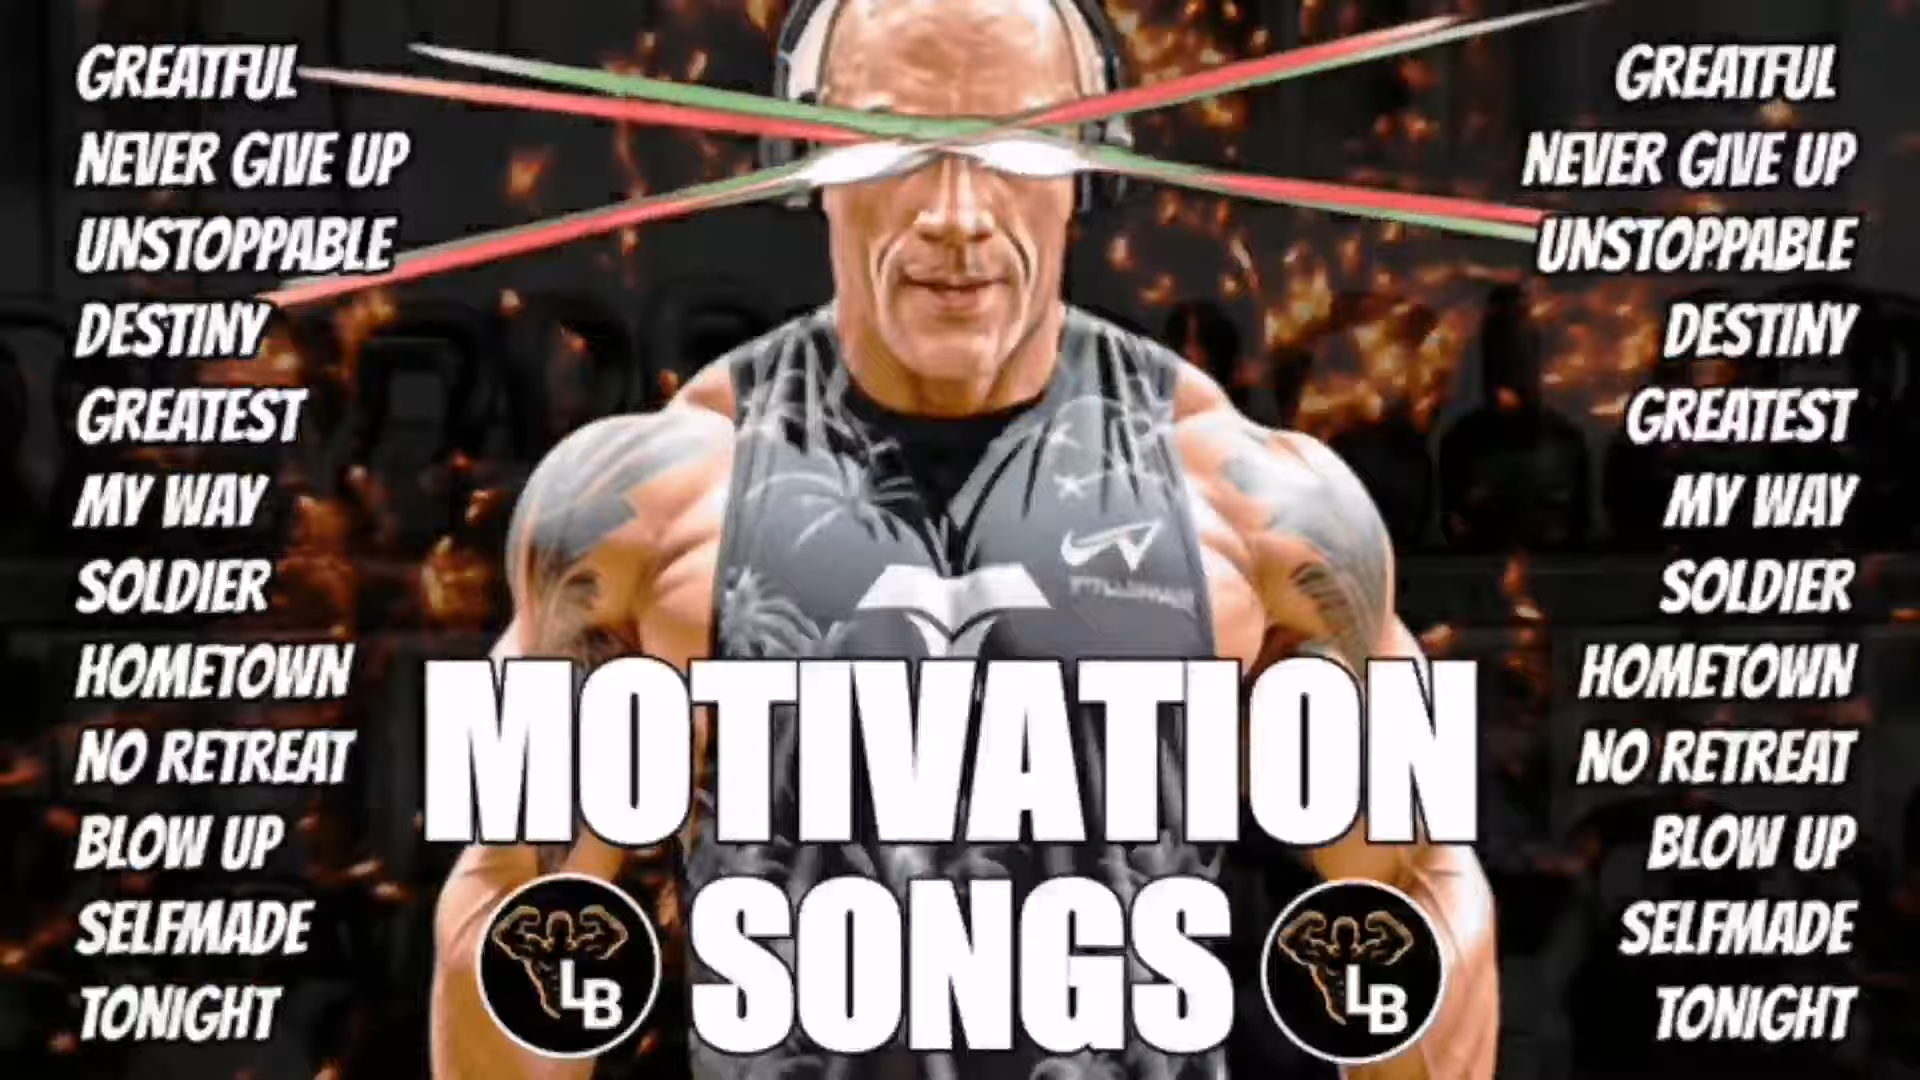 GREATFUL
NEVER GIVE UP
UNSTOPPABLE
DESTINY
GREATEST
MY WAY
SOLDIER
HOMETOWN
NO RETREAT
BLOW UP
SELFMADE
TONIGHT
MOTIVATION
SONGS
LB
LB
GREATFUL
NEVER GIVE UP
UNSTOPPABLE
DESTINY
GREATEST
MY WAY
SOLDIER
HOMETOWN
NO RETREAT
BLOW UP
SELFMADE
TONIGHT